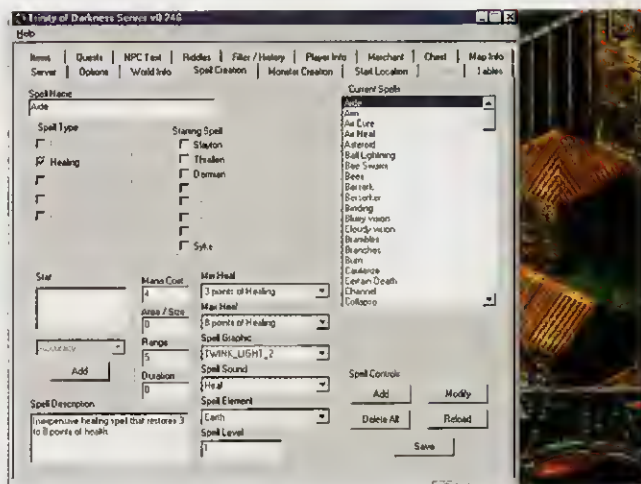 Trinity of Darkness Server v0.246
Help
Items Quests NPC Text Riddles Filter / History Player Info Merchant Chest Map Info
Server Options World Info Spell Creation Monster Creation Start Location Tables
Spell Name
Aide
Spell Type
Healing
Starting Spell
Slayton
Thrallen
Dorman
Syke
Current Spells
Aide
Aim
Air Cure
Air Heal
Asteroid
Ball Lightning
Bee Swarm
Bees
Berserk
Berserker
Binding
Blurry vision
Cloudy vision
Brambles
Branches
Burn
Cauterize
Certain Death
Channel
Collapse
Stat
Accuracy
Add
Mana Cost
4
Area / Size
0
Range
5
Duration
0
Min Heal
3 points of Healing
Max Heal
8 points of Healing
Spell Graphic
TWINK_LIGHT_2
Spell Sound
Heal
Spell Element
Earth
Spell Level
1
Spell Description
Inexpensive healing spell that restores 3
to 8 points of health.
Spell Controls
Add Modify
Delete All Reload
Save